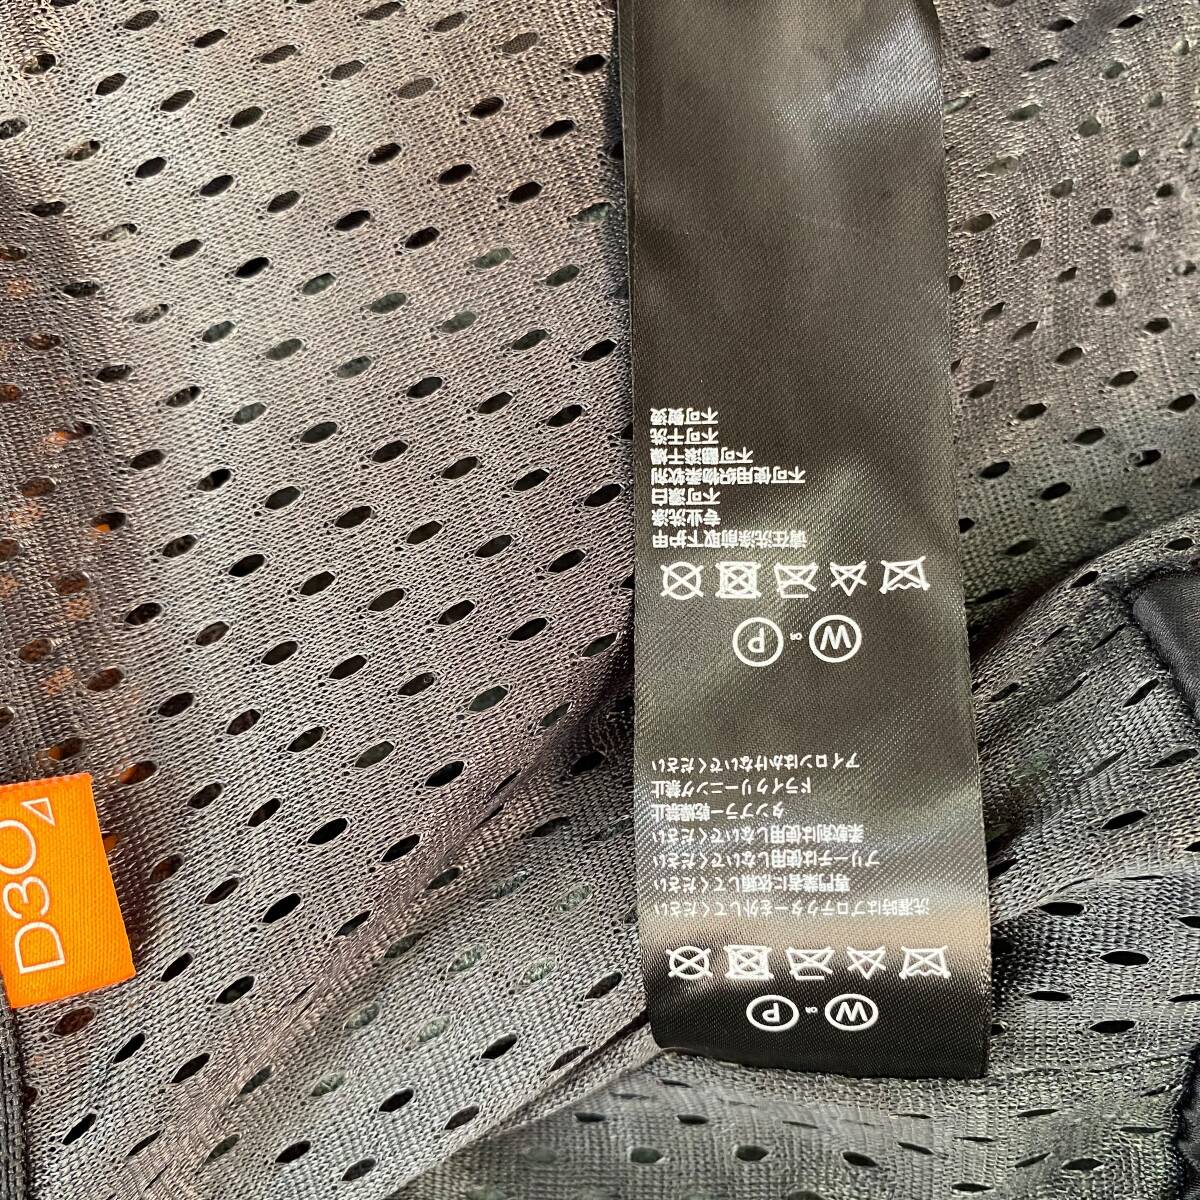 W OR P
洗濯時はプロテクターを外してください
専門業者に依頼してください
ブリーチは使用しないでください
柔軟剤は使用しないでください
タンブラー乾燥禁止
ドライクリーニング禁止
アイロンはかけないでください
W OR P
请在洗涤前取下护甲
专业洗涤
不可漂白
不可使用织物柔软剂
不可翻滚干燥
不可干洗
不可熨烫
D3O